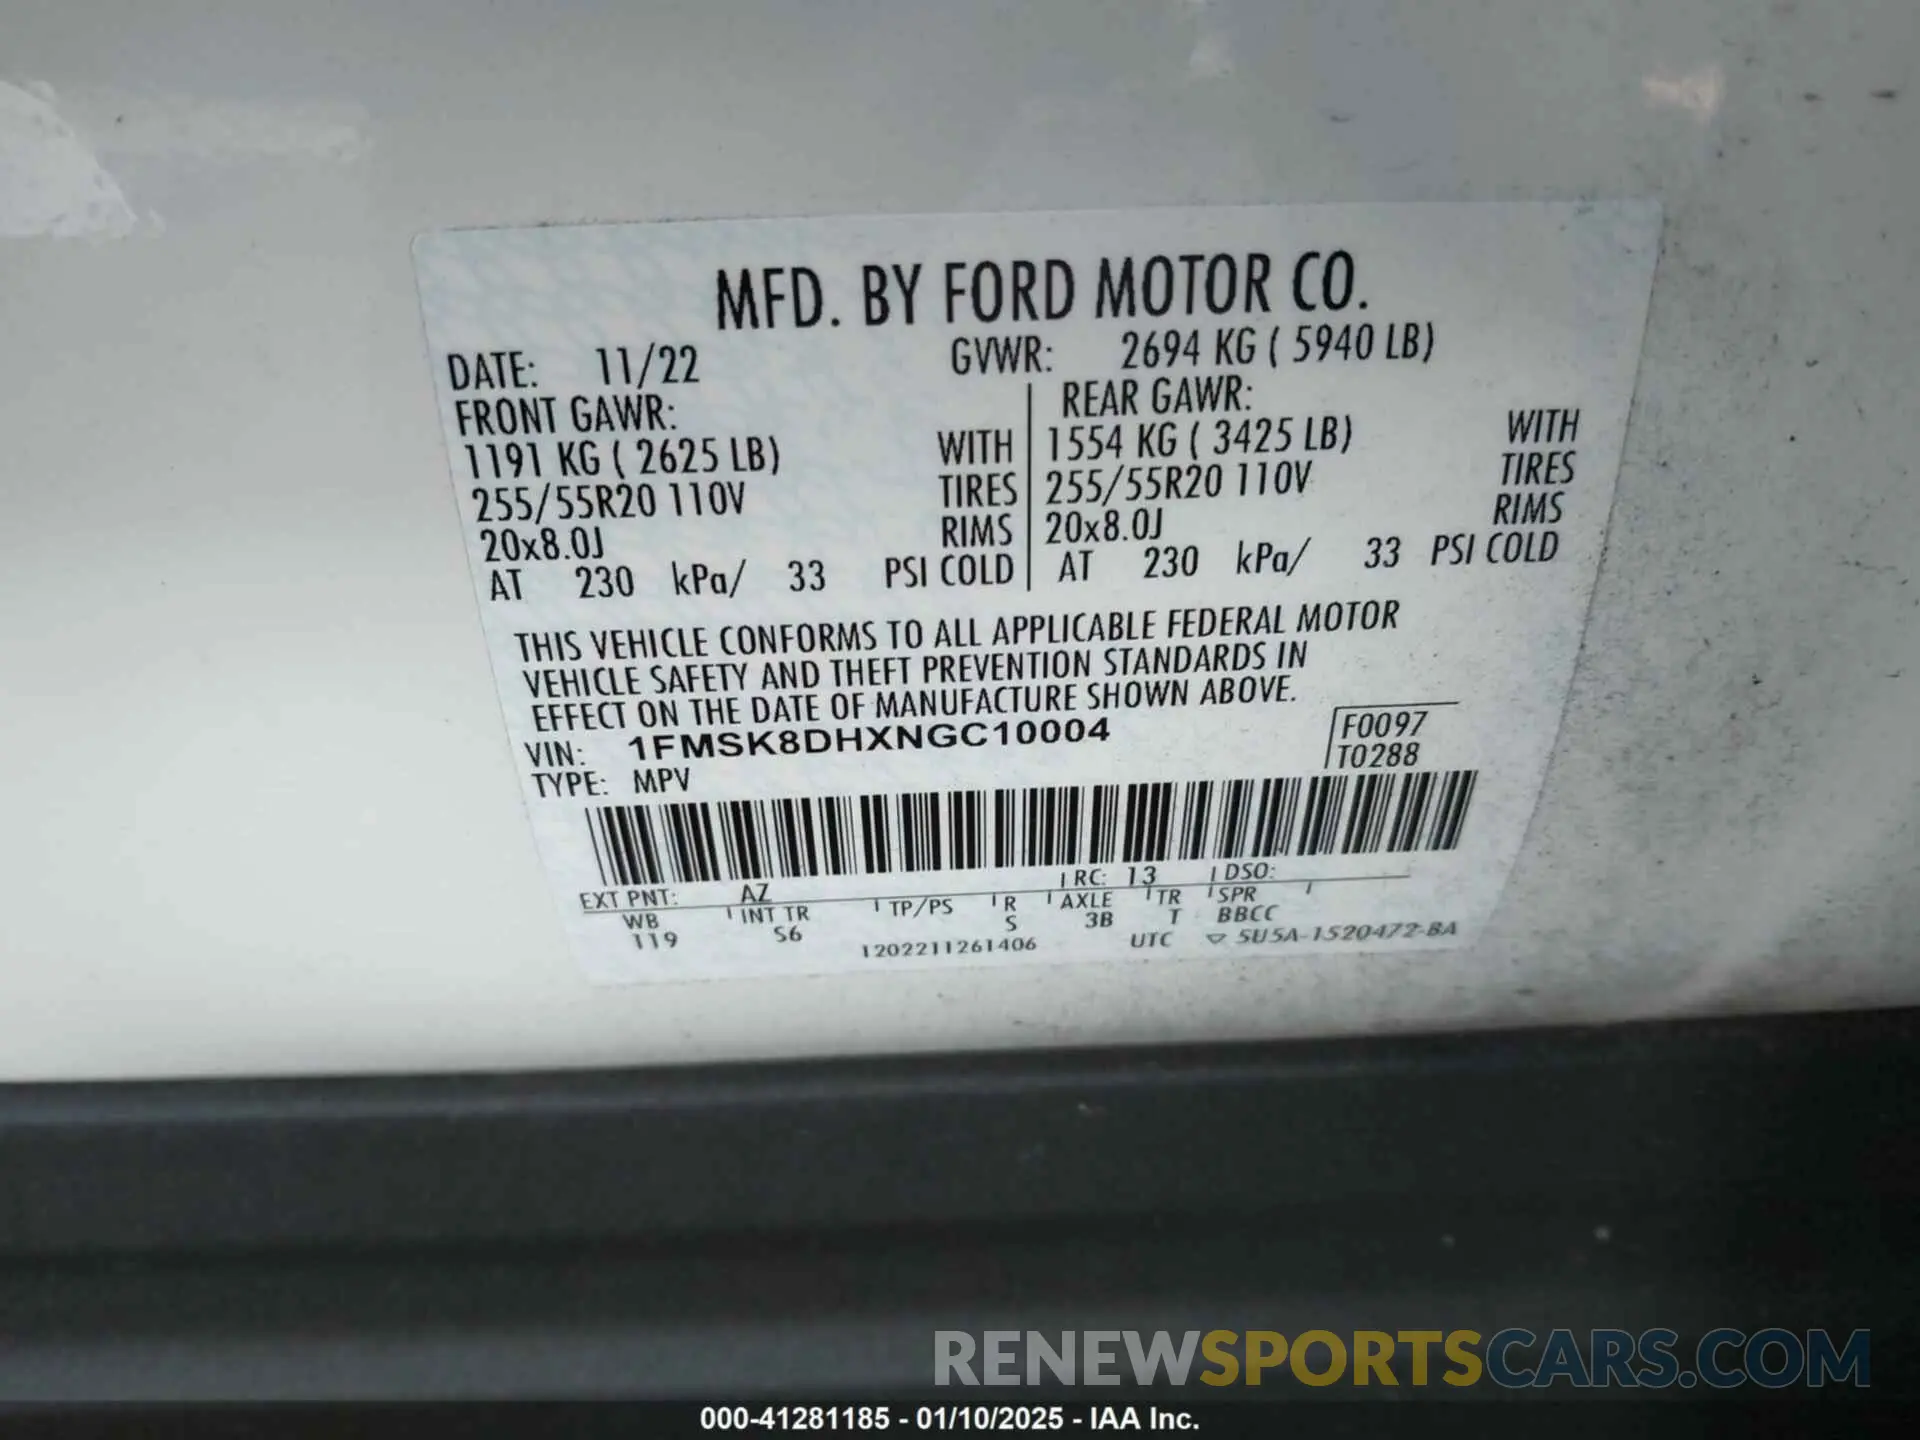 MFD. BY FORD MOTOR CO.
DATE: 11/22 GVWR: 2694 KG ( 5940 LB)
FRONT GAWR: REAR GAWR:
1191 KG ( 2625 LB) WITH 1554 KG ( 3425 LB) WITH
255/55R20 110V TIRES 255/55R20 110V TIRES
20x8.0J RIMS 20x8.0J RIMS
AT 230 kPa/ 33 PSI COLD AT 230 kPa/ 33 PSI COLD
THIS VEHICLE CONFORMS TO ALL APPLICABLE FEDERAL MOTOR
VEHICLE SAFETY AND THEFT PREVENTION STANDARDS IN
EFFECT ON THE DATE OF MANUFACTURE SHOWN ABOVE.
VIN: 1FMSK8DHXNGC10004 F0097
TYPE: MPV T0288
EXT PNT: AZ RC: 13 DSO:
WB INT TR TP/PS R AXLE TR SPR
119 S6 S 3B T BBCC
1202211261406 UTC ▽ 5U5A-1520472-BA
RENEWSPORTSCARS.COM
000-41281185 - 01/10/2025 - IAA Inc.